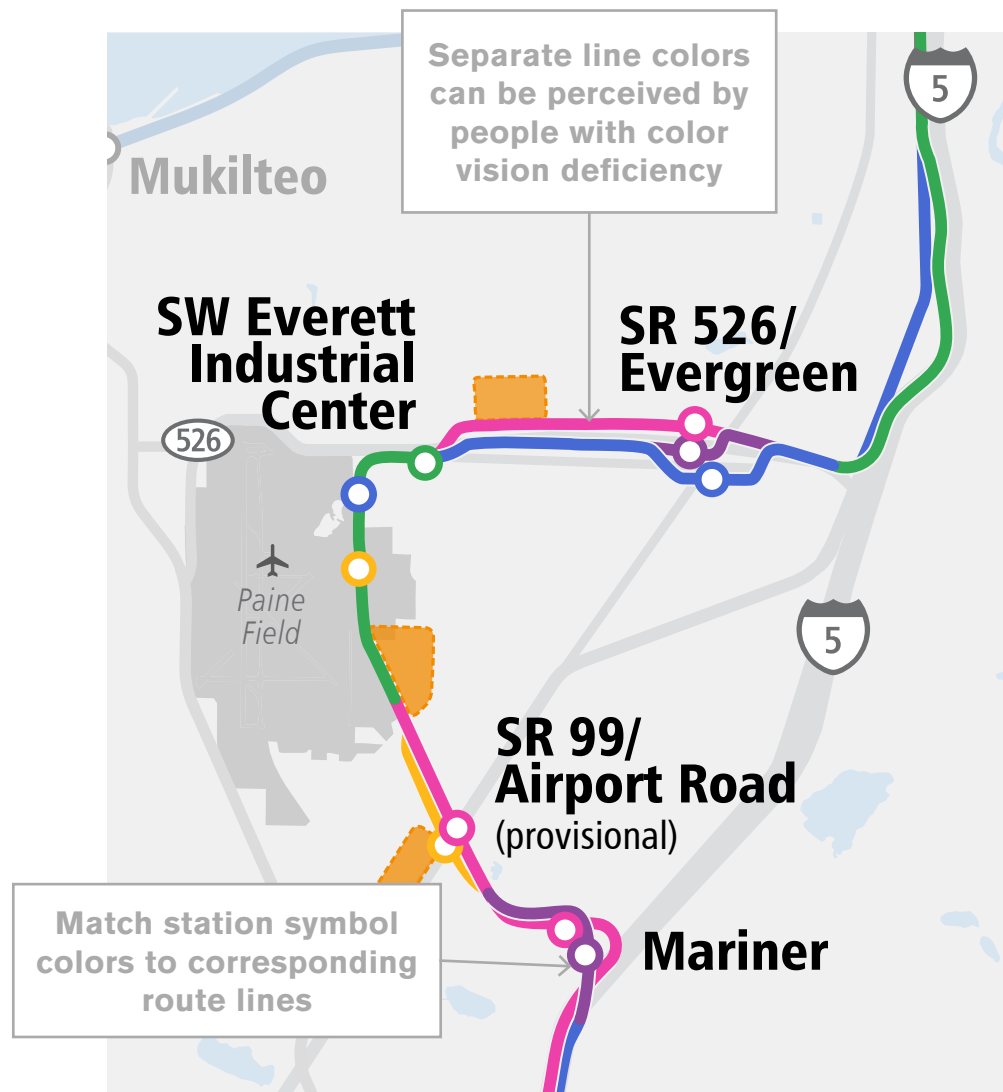 Separate line colors
can be perceived by
people with color
vision deficiency
5
Mukilteo
SW Everett
Industrial
Center
SR 526/
Evergreen
526
Paine
Field
5
SR 99/
Airport Road
(provisional)
Match station symbol
colors to corresponding
route lines
Mariner